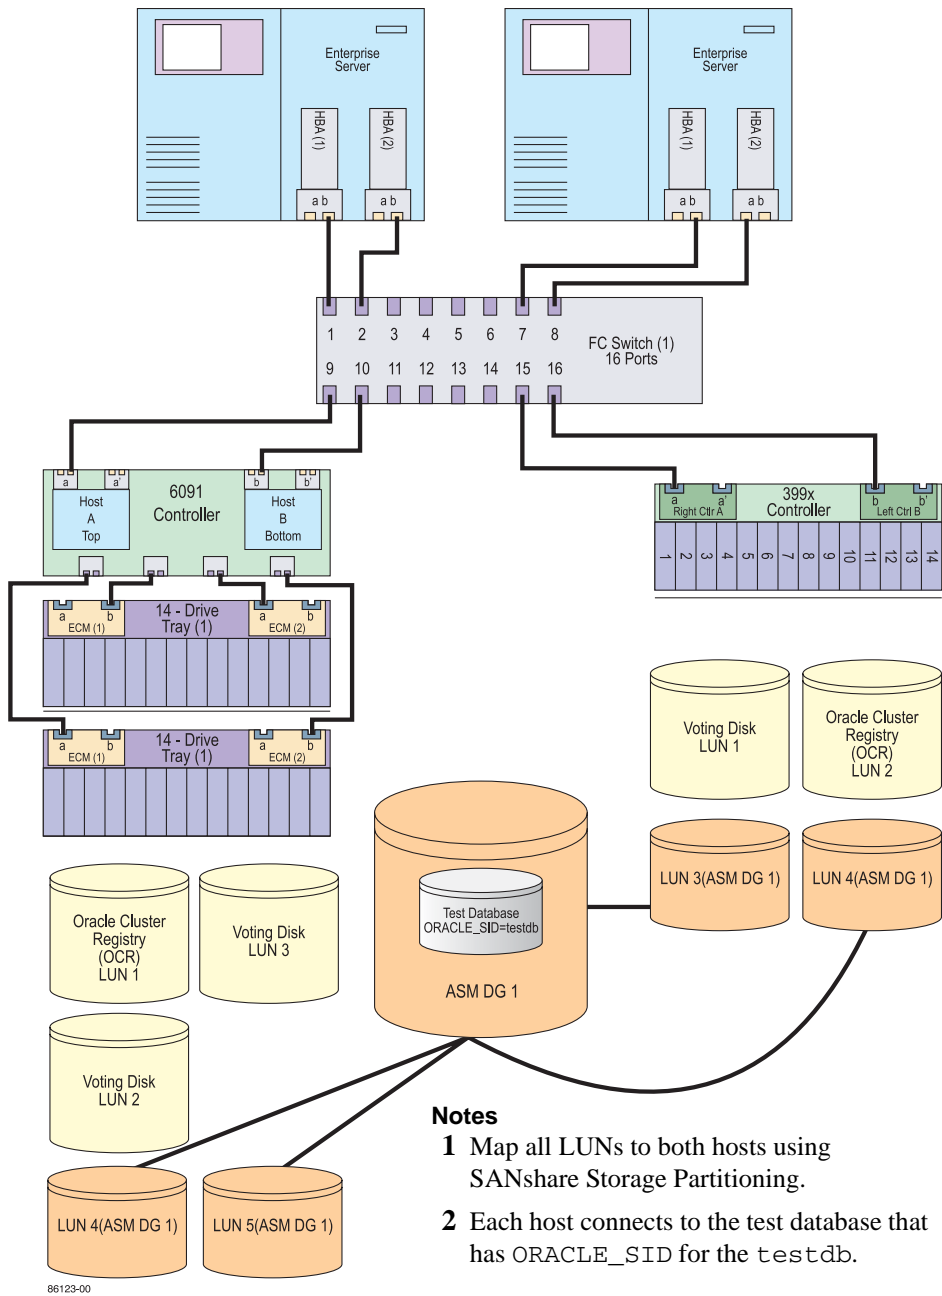 Enterprise
Server
HBA (1)
HBA (2)
a b
a b
Enterprise
Server
HBA (1)
HBA (2)
a b
a b
1 2 3 4 5 6 7 8
9 10 11 12 13 14 15 16
FC Switch (1)
16 Ports
a a' b b'
Host
A
Top
6091
Controller
Host
B
Bottom
a b
ECM (1)
14 - Drive
Tray (1)
a b
ECM (2)
a b
ECM (1)
14 - Drive
Tray (1)
a b
ECM (2)
a a'
Right Ctlr A
399x
Controller
b b'
Left Ctrl B
1 2 3 4 5 6 7 8 9 10 11 12 13 14
Voting Disk
LUN 1
Oracle Cluster
Registry
(OCR)
LUN 2
LUN 3(ASM DG 1)
LUN 4(ASM DG 1)
Test Database
ORACLE_SID=testdb
ASM DG 1
Oracle Cluster
Registry
(OCR)
LUN 1
Voting Disk
LUN 3
Voting Disk
LUN 2
LUN 4(ASM DG 1)
LUN 5(ASM DG 1)
Notes
1 Map all LUNs to both hosts using
SANshare Storage Partitioning.
2 Each host connects to the test database that
has ORACLE_SID for the testdb.
86123-00